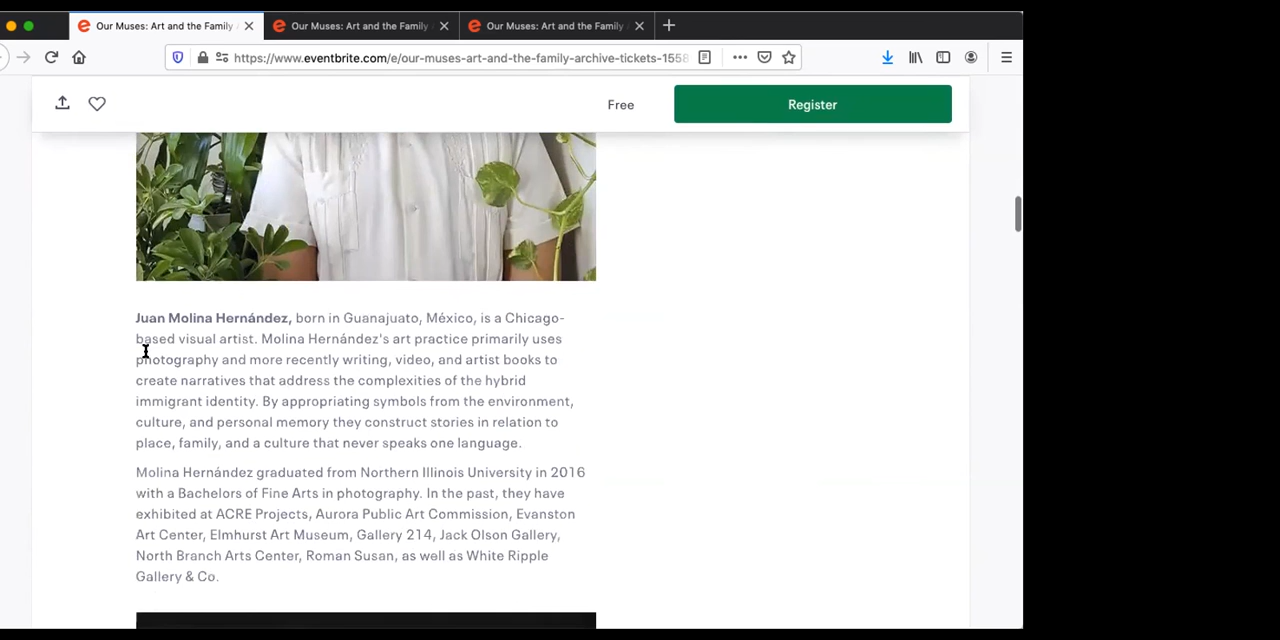 Our Muses: Art and the Family
Our Muses: Art and the Family
Our Muses: Art and the Family
https://www.eventbrite.com/e/our-muses-art-and-the-family-archive-tickets-1558
Free
Register
Juan Molina Hernández, born in Guanajuato, México, is a Chicago-
based visual artist. Molina Hernández's art practice primarily uses
photography and more recently writing, video, and artist books to
create narratives that address the complexities of the hybrid
immigrant identity. By appropriating symbols from the environment,
culture, and personal memory they construct stories in relation to
place, family, and a culture that never speaks one language.
Molina Hernández graduated from Northern Illinois University in 2016
with a Bachelors of Fine Arts in photography. In the past, they have
exhibited at ACRE Projects, Aurora Public Art Commission, Evanston
Art Center, Elmhurst Art Museum, Gallery 214, Jack Olson Gallery,
North Branch Arts Center, Roman Susan, as well as White Ripple
Gallery & Co.